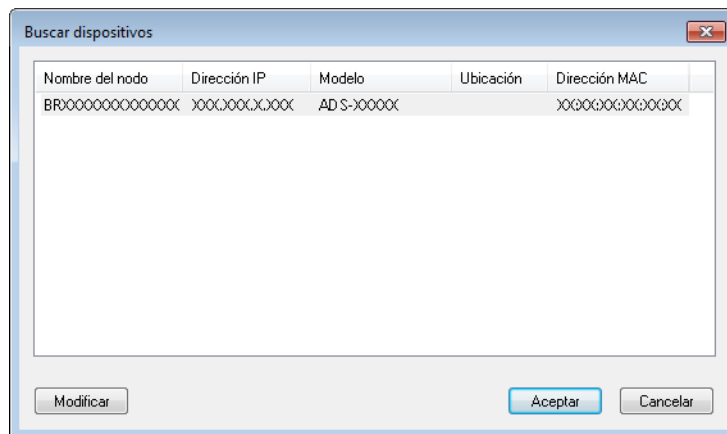 Buscar dispositivos
Nombre del nodo Dirección IP Modelo Ubicación Dirección MAC
BRXXXXXXXXXXXXX XXX.XXX.X.XXX ADS-XXXXX XX:XX:XX:XX:XX:XX
Modificar Aceptar Cancelar